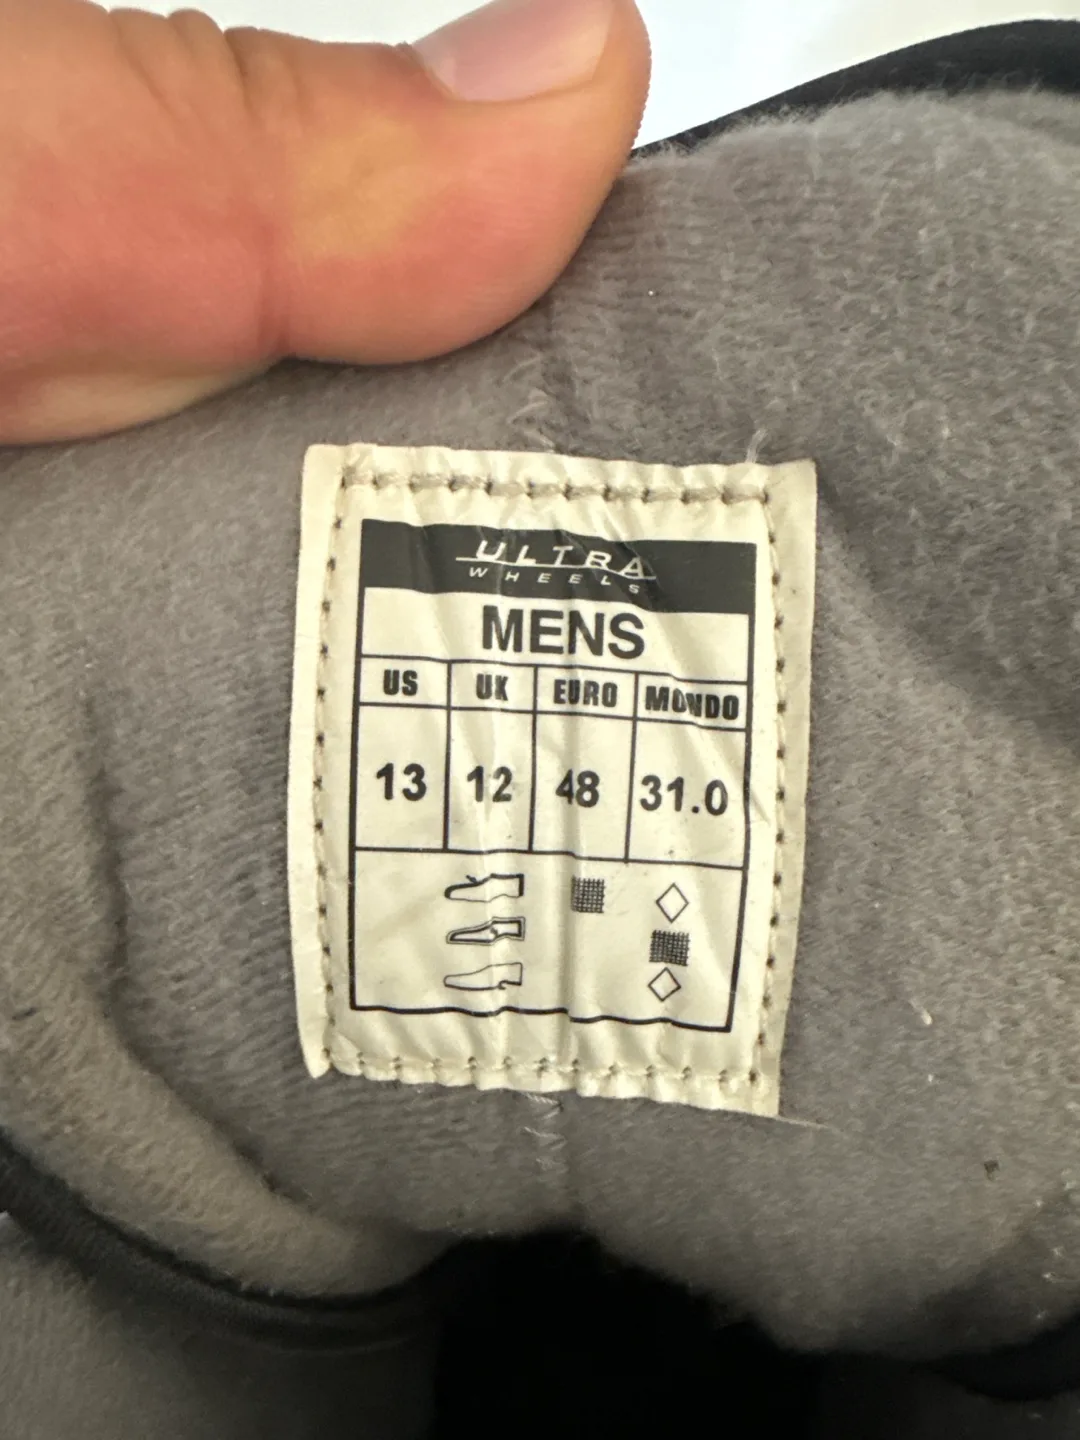 ULTRA
WHEELS
MENS
US UK EURO MONDO
13 12 48 31.0